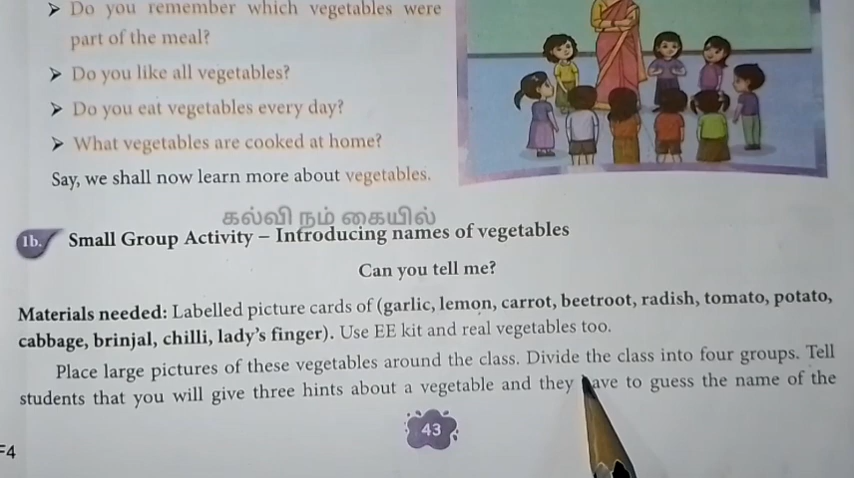 ➤ Do you remember which vegetables were
part of the meal?
➤ Do you like all vegetables?
➤ Do you eat vegetables every day?
➤ What vegetables are cooked at home?
Say, we shall now learn more about vegetables.
கல்வி நம் கையில்
1b. Small Group Activity – Introducing names of vegetables
Can you tell me?
Materials needed: Labelled picture cards of (garlic, lemon, carrot, beetroot, radish, tomato, potato,
cabbage, brinjal, chilli, lady's finger). Use EE kit and real vegetables too.
Place large pictures of these vegetables around the class. Divide the class into four groups. Tell
students that you will give three hints about a vegetable and they have to guess the name of the
43